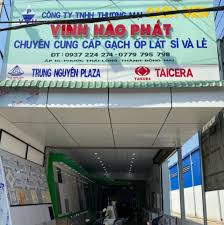 CÔNG TY TNHH THƯƠNG MẠI
VINH HẢO PHÁT
CHUYÊN CUNG CẤP GẠCH ỐP LÁT SỈ VÀ LẺ
ĐT : 0937 224 274 - 0779 795 798
TRUNG NGUYÊN PLAZA
TAICERA